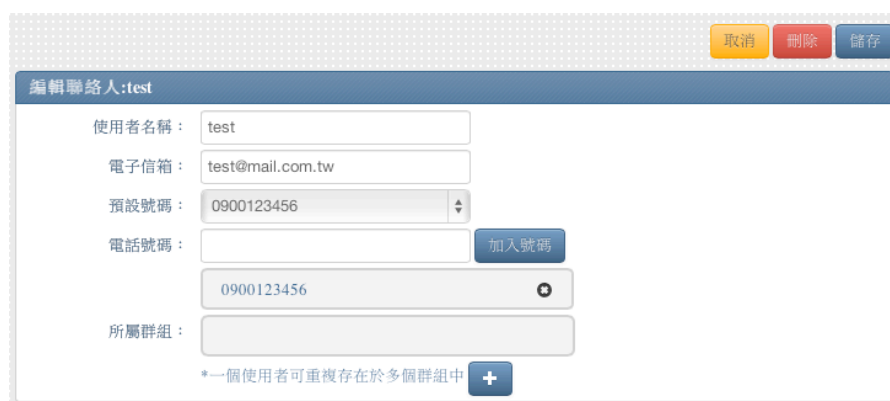 取消 刪除 儲存
編輯聯絡人:test
使用者名稱： test
電子信箱： test@mail.com.tw
預設號碼： 0900123456
電話號碼： 加入號碼
0900123456
所屬群組：
*一個使用者可重複存在於多個群組中